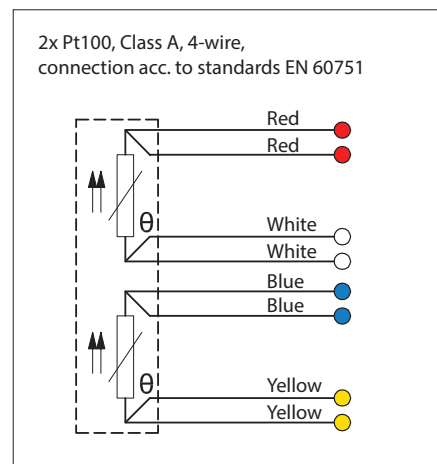 2x Pt100, Class A, 4-wire,
connection acc. to standards EN 60751
Red
Red
θ
White
White
Blue
Blue
θ
Yellow
Yellow